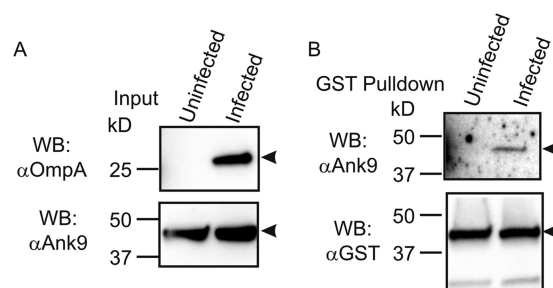 A
Input
kD
Uninfected
Infected
WB:
αOmpA
25
WB:
αAnk9
50
37
B
GST Pulldown
kD
Uninfected
Infected
WB:
αAnk9
50
37
WB:
αGST
50
37